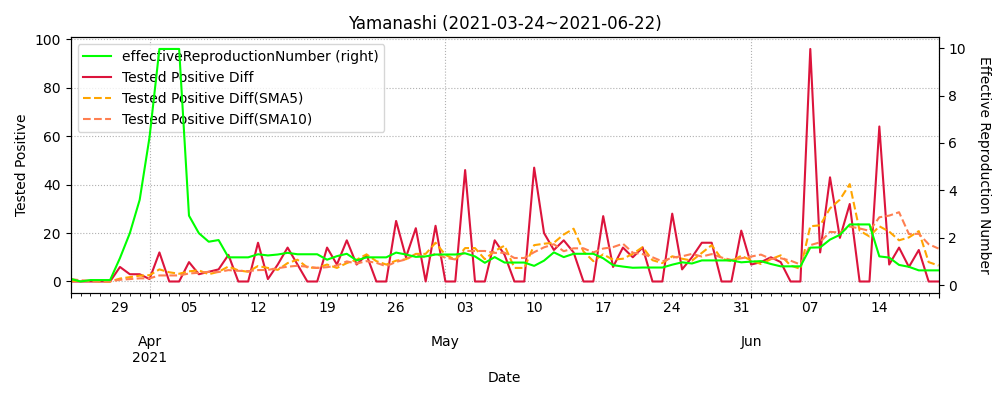 Yamanashi (2021-03-24~2021-06-22)
effectiveReproductionNumber (right)
Tested Positive Diff
Tested Positive Diff(SMA5)
Tested Positive Diff(SMA10)
Tested Positive
100
80
60
40
20
0
Effective Reproduction Number
10
8
6
4
2
0
29 05 12 19 26 03 10 17 24 31 07 14
Apr May Jun
2021
Date